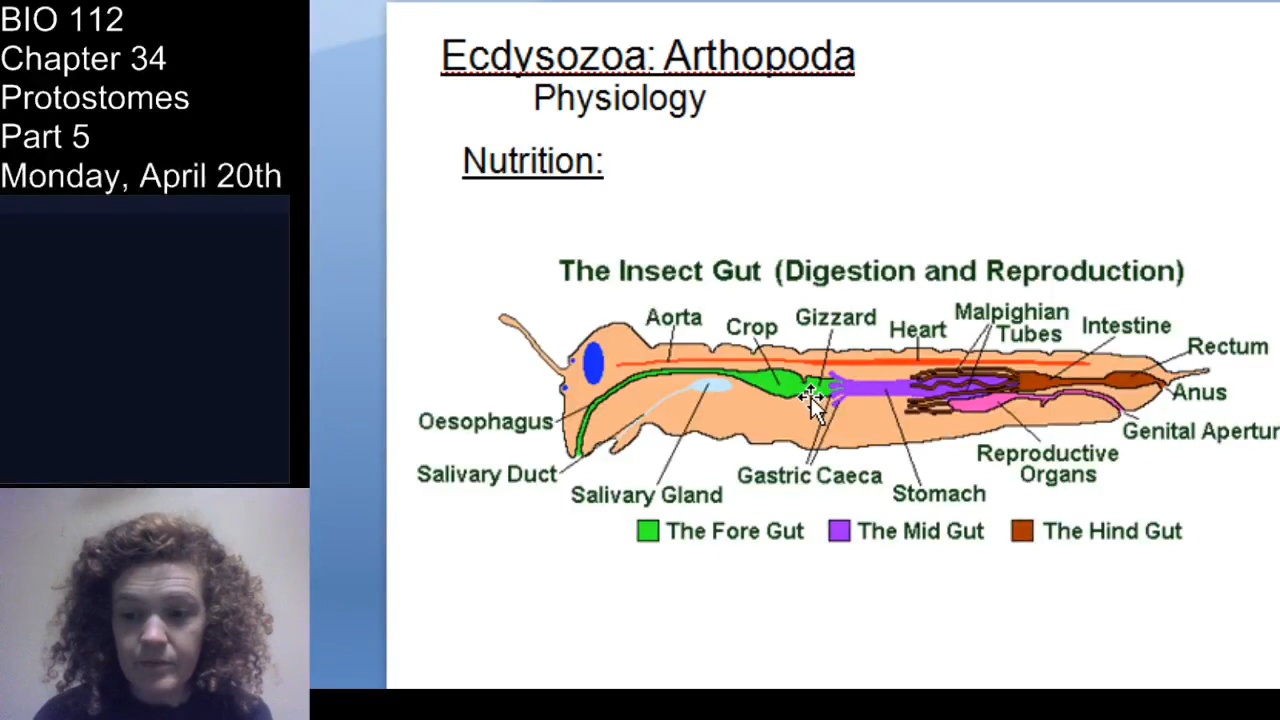 BIO 112
Chapter 34
Protostomes
Part 5
Monday, April 20th
Ecdysozoa: Arthopoda
Physiology
Nutrition:
The Insect Gut (Digestion and Reproduction)
Aorta
Crop
Gizzard
Heart
Malpighian
Tubes
Intestine
Rectum
Anus
Oesophagus
Genital Apertur
Salivary Duct
Salivary Gland
Gastric Caeca
Stomach
Reproductive
Organs
The Fore Gut
The Mid Gut
The Hind Gut